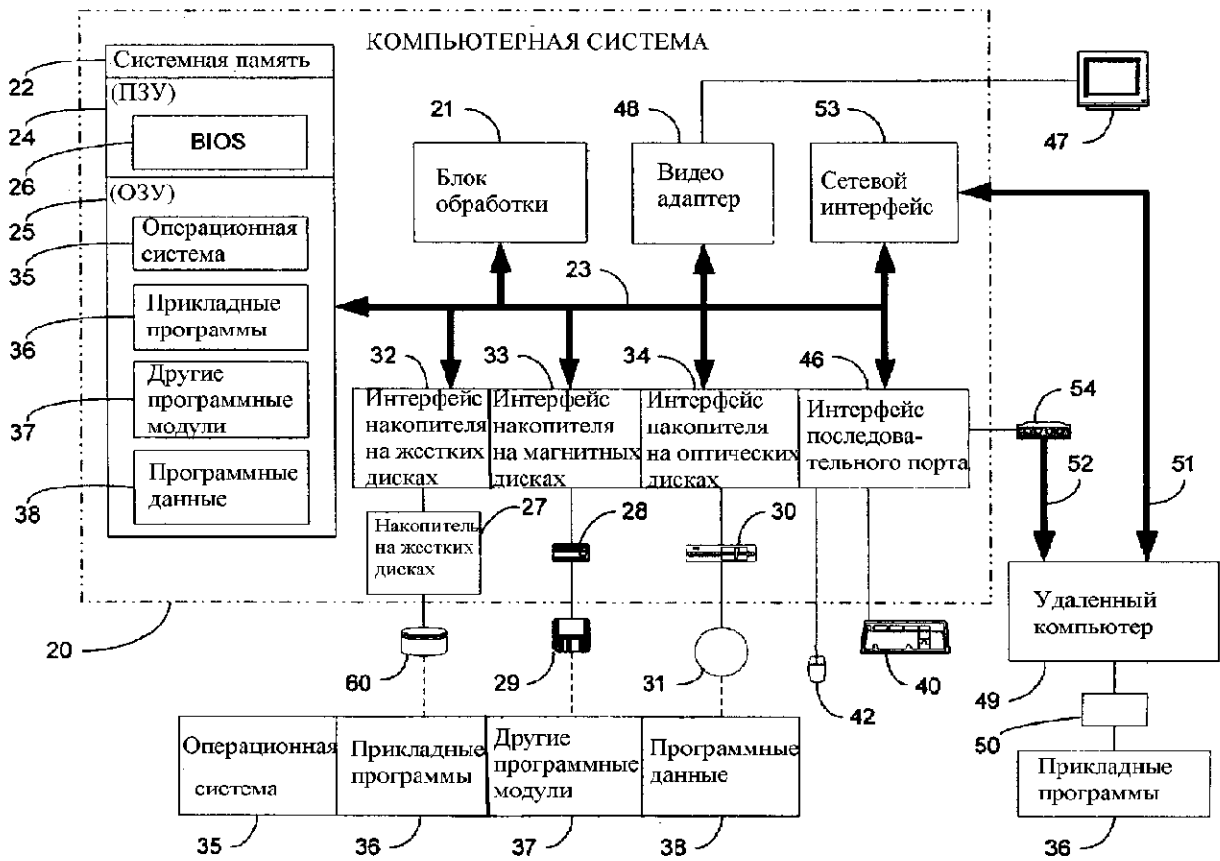 КОМПЬЮТЕРНАЯ СИСТЕМА
Системная память
22
(ПЗУ)
24
BIOS
26
(ОЗУ)
25
Операционная
система
35
Прикладные
программы
36
Другие
программные
модули
37
Программные
данные
38
21
Блок
обработки
48
Видео
адаптер
53
Сетевой
интерфейс
47
23
32
Интерфейс
накопителя
на жестких
дисках
33
Интерфейс
накопителя
на магнитных
дисках
34
Интерфейс
накопителя
на оптических
дисках
46
Интерфейс
последова-
тельного порта
54
52
51
27
Накопитель
на жестких
дисках
28
30
20
60
29
31
42
40
Удаленный
компьютер
49
50
Прикладные
программы
36
Операционная
система
35
Прикладные
программы
36
Другие
программные
модули
37
Программные
данные
38